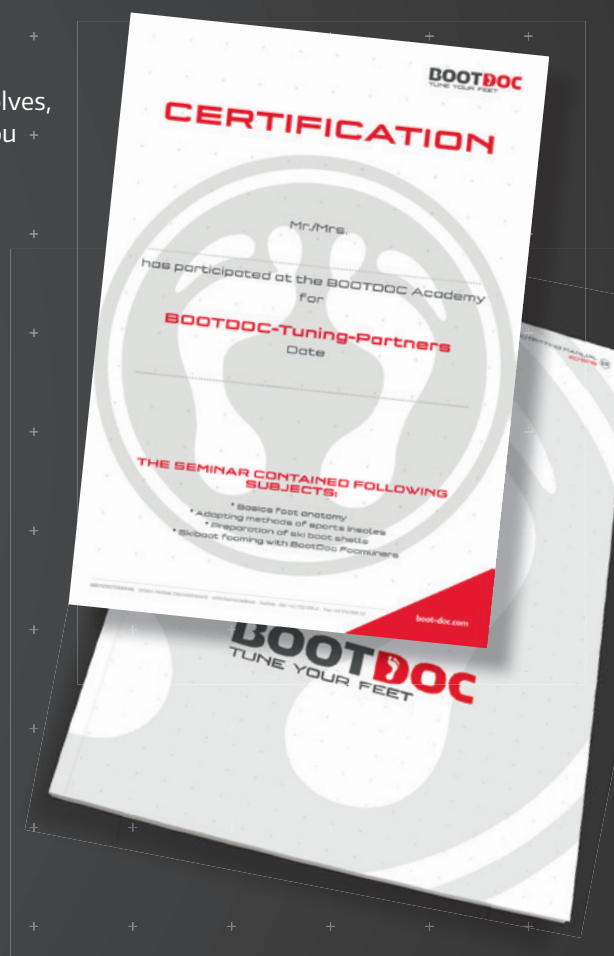 lves,
ou
BOOTDOC
TUNE YOUR FEET
CERTIFICATION
Mr./Mrs.
has participated at the BOOTDOC Academy
for
BOOTDOC-Tuning-Partners
Date
THE SEMINAR CONTAINED FOLLOWING
SUBJECTS:
* Basics foot anatomy
* Adapting methods of sports insoles
* Preparation of ski boot shells
* Skiboot foaming with BootDoc Foamliners
boot-doc.com
MANUAL
BOOTDOC
TUNE YOUR FEET